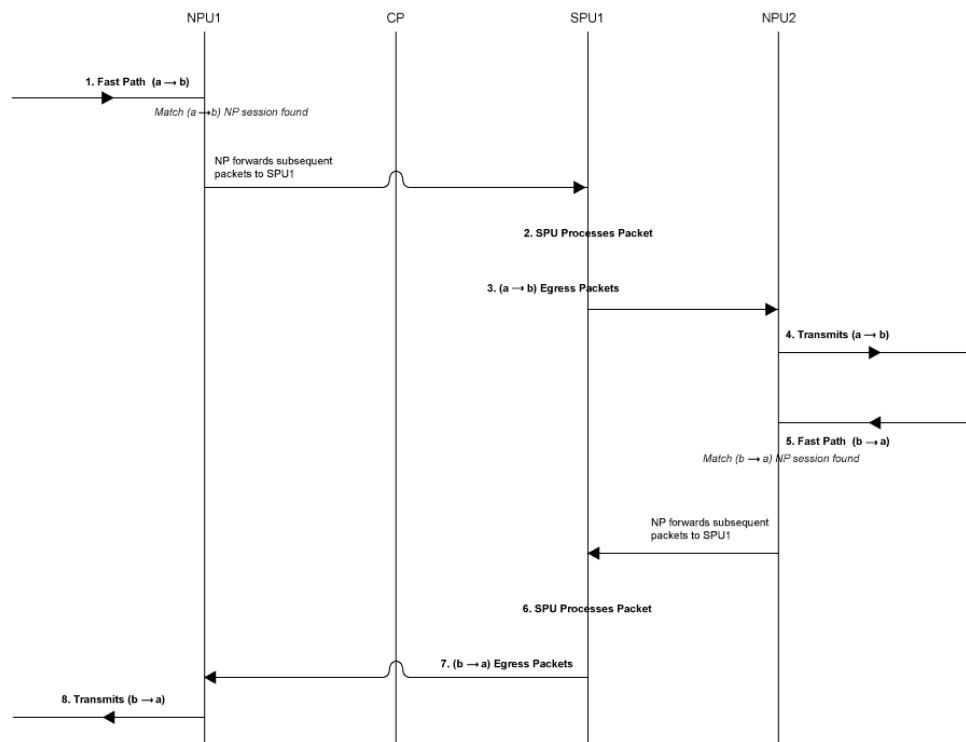 NPU1 CP SPU1 NPU2
1. Fast Path (a → b)
Match (a → b) NP session found
NP forwards subsequent
packets to SPU1
2. SPU Processes Packet
3. (a → b) Egress Packets
4. Transmits (a → b)
5. Fast Path (b → a)
Match (b → a) NP session found
NP forwards subsequent
packets to SPU1
6. SPU Processes Packet
7. (b → a) Egress Packets
8. Transmits (b → a)